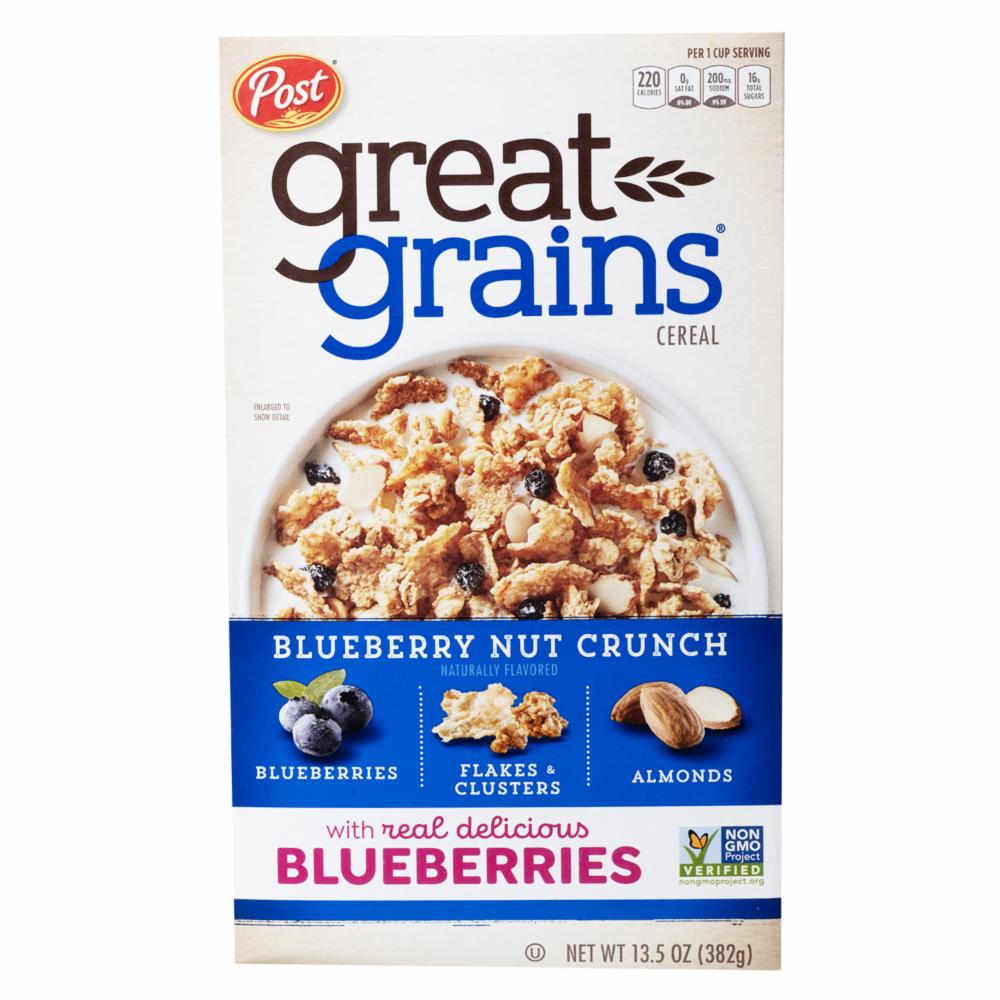 Post®
PER 1 CUP SERVING
220 CALORIES
0g SAT FAT 0% DV
200mg SODIUM 9% DV
16g TOTAL SUGARS
great
grains®
CEREAL
ENLARGED TO
SHOW DETAIL
BLUEBERRY NUT CRUNCH
NATURALLY FLAVORED
BLUEBERRIES
FLAKES &
CLUSTERS
ALMONDS
with real delicious
BLUEBERRIES
NON
GMO
Project
VERIFIED
nongmoproject.org
U NET WT 13.5 OZ (382g)